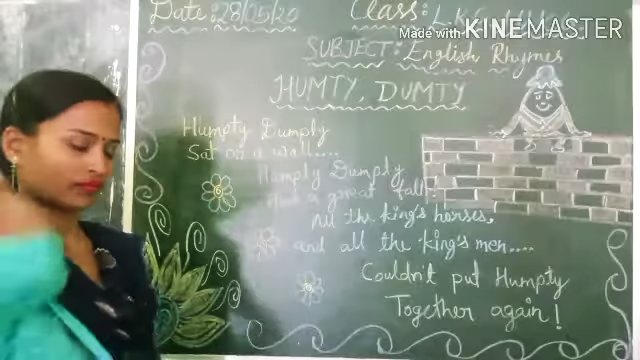 Date: 28/05/20
Class: L.K.G
Made with KINEMASTER
SUBJECT: English Rhymes
HUMTY, DUMTY
Humpty Dumpty
Sat on a wall....
Humpty Dumpty
Had a great fall
All the king's horses,
and all the king's men....
Couldn't put Humpty
Together again!